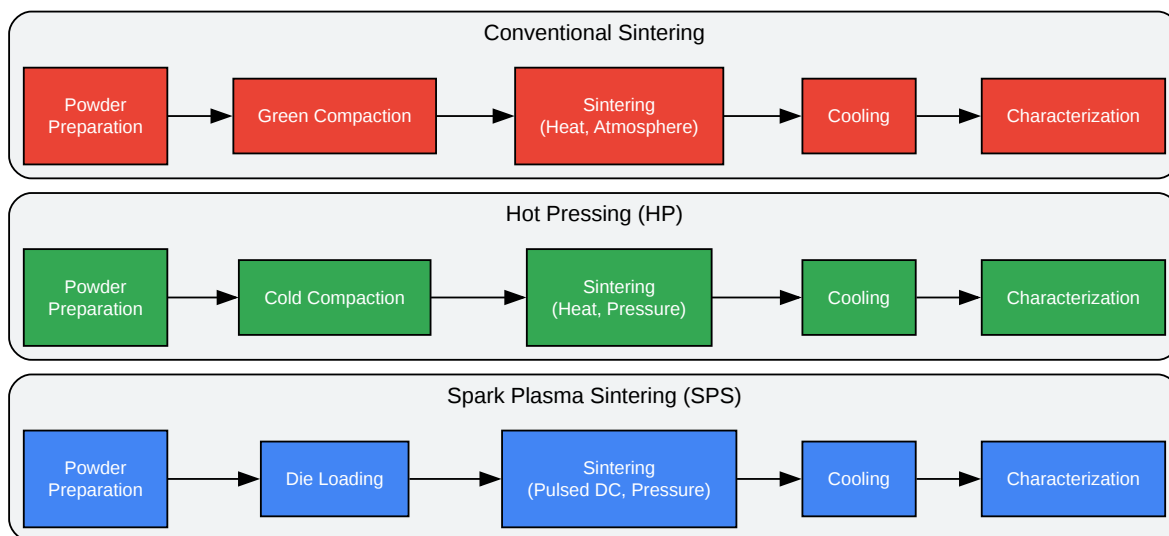 Conventional Sintering
Powder
Preparation
Green Compaction
Sintering
(Heat, Atmosphere)
Cooling
Characterization
Hot Pressing (HP)
Powder
Preparation
Cold Compaction
Sintering
(Heat, Pressure)
Cooling
Characterization
Spark Plasma Sintering (SPS)
Powder
Preparation
Die Loading
Sintering
(Pulsed DC, Pressure)
Cooling
Characterization